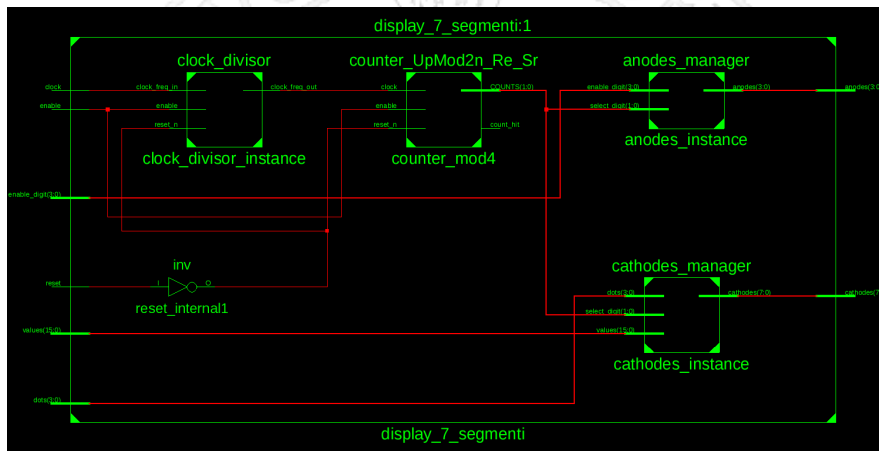 display_7_segmenti:1
clock_divisor
counter_UpMod2n_Re_Sr
anodes_manager
clock
clock_freq_in
clock_freq_out
clock
COUNTS(1:0)
enable_digit(3:0)
anodes(3:0)
anodes(3:0
enable
enable
enable
select_digit(1:0)
reset_n
reset_n
count_hit
anodes_instance
clock_divisor_instance
counter_mod4
enable_digit(3:0)
inv
cathodes_manager
reset
I
O
dots(3:0)
cathodes(7:0)
cathodes(7
reset_internal1
select_digit(1:0)
values(15:0)
values(15:0)
cathodes_instance
dots(3:0)
display_7_segmenti